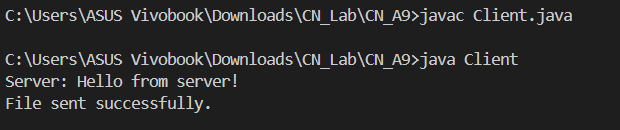 C:\Users\ASUS Vivobook\Downloads\CN_Lab\CN_A9>javac Client.java
C:\Users\ASUS Vivobook\Downloads\CN_Lab\CN_A9>java Client
Server: Hello from server!
File sent successfully.